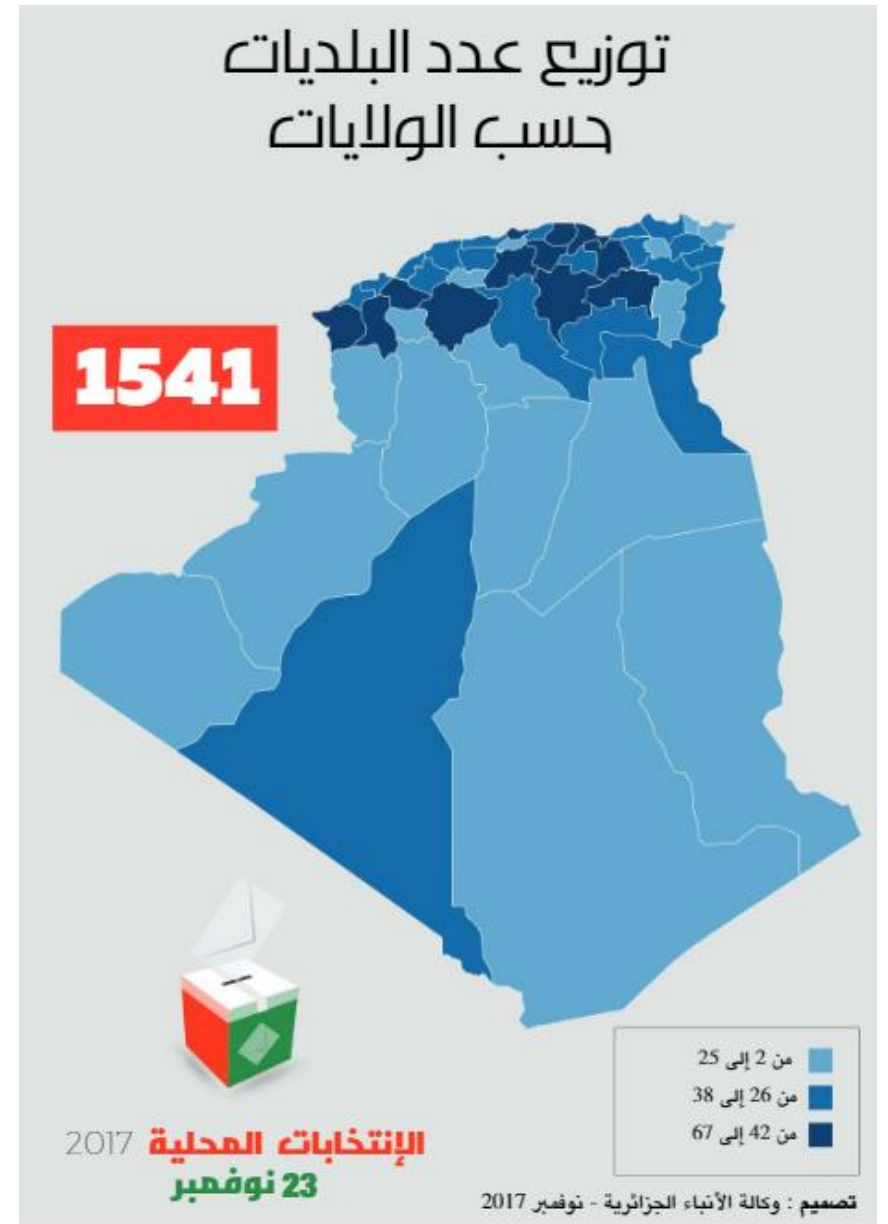 توزيع عدد البلديات
حسب الولايات
1541
من 2 إلى 25
من 26 إلى 38
من 42 إلى 67
الإنتخابات المحلية 2017
23 نوفمبر
تصميم : وكالة الأنباء الجزائرية - نوفمبر 2017